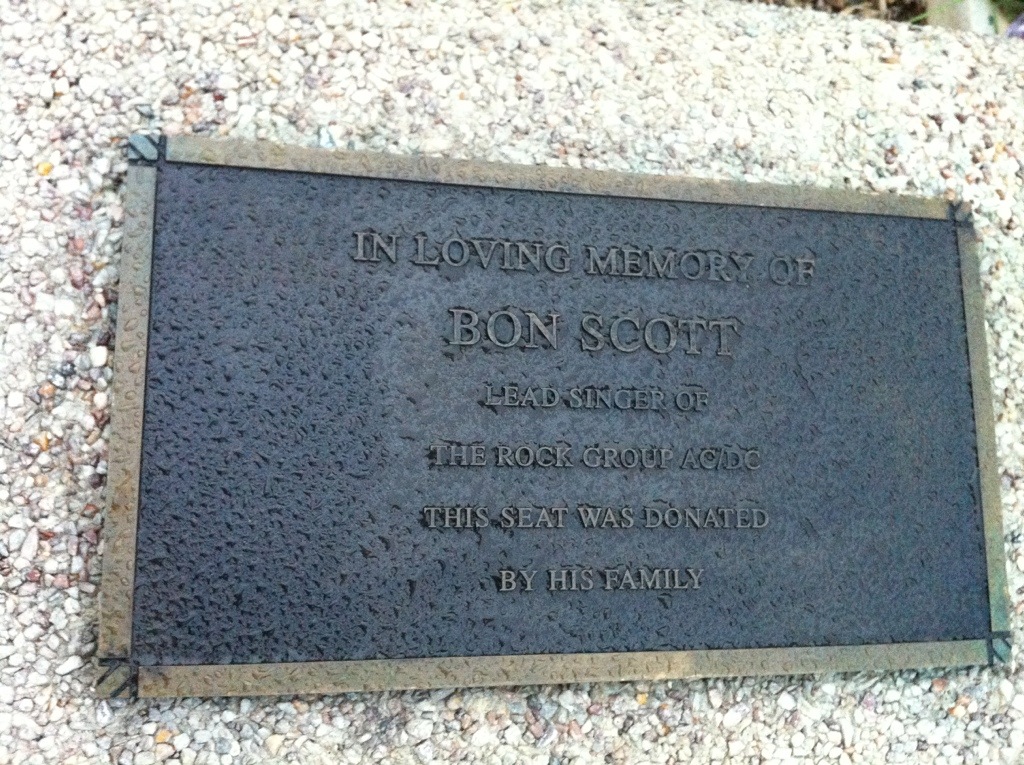 IN LOVING MEMORY OF
BON SCOTT
LEAD SINGER OF
THE ROCK GROUP AC/DC
THIS SEAT WAS DONATED
BY HIS FAMILY